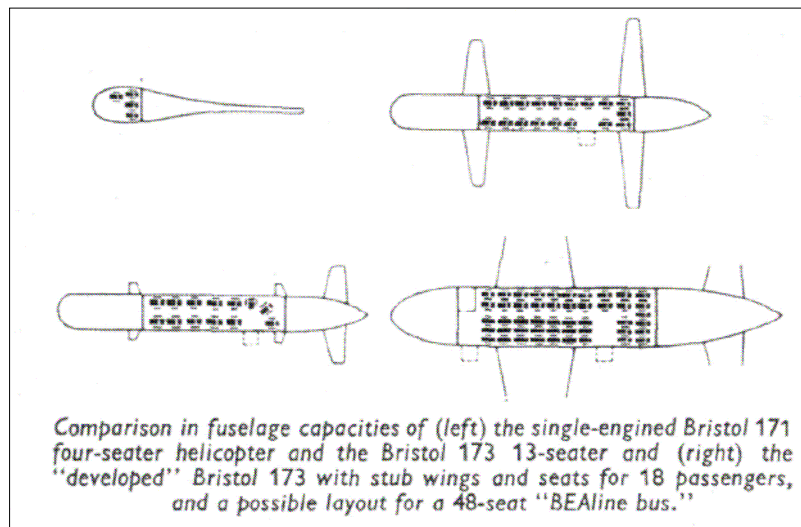 Comparison in fuselage capacities of (left) the single-engined Bristol 171
four-seater helicopter and the Bristol 173 13-seater and (right) the
“developed” Bristol 173 with stub wings and seats for 18 passengers,
and a possible layout for a 48-seat “BEAline bus.”